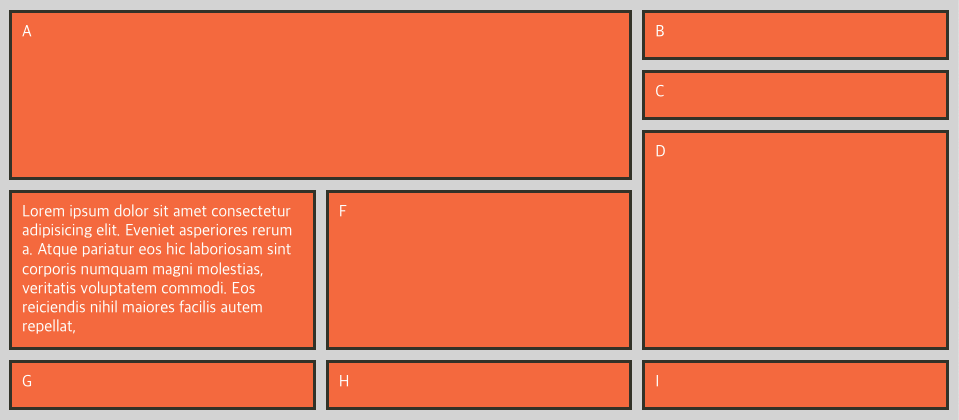 A
B
C
D
Lorem ipsum dolor sit amet consectetur
adipisicing elit. Eveniet asperiores rerum
a. Atque pariatur eos hic laboriosam sint
corporis numquam magni molestias,
veritatis voluptatem commodi. Eos
reiciendis nihil maiores facilis autem
repellat,
F
G
H
I